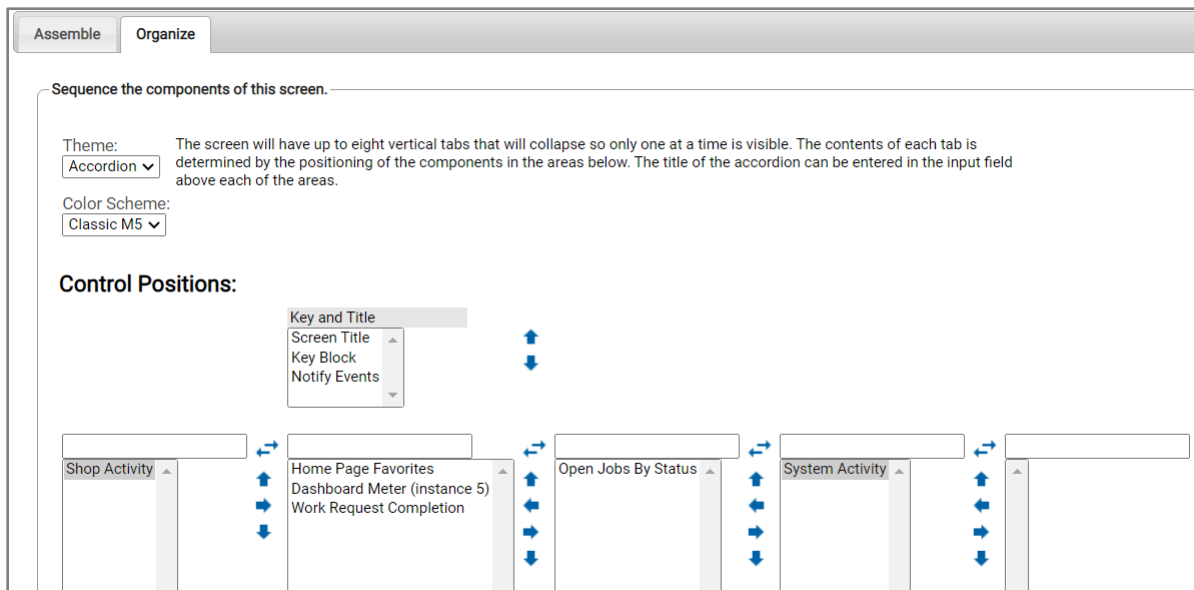 Assemble
Organize
Sequence the components of this screen.
Theme:
Accordion
The screen will have up to eight vertical tabs that will collapse so only one at a time is visible. The contents of each tab is
determined by the positioning of the components in the areas below. The title of the accordion can be entered in the input field
above each of the areas.
Color Scheme:
Classic M5
Control Positions:
Key and Title
Screen Title
Key Block
Notify Events
Shop Activity
Home Page Favorites
Dashboard Meter (instance 5)
Work Request Completion
Open Jobs By Status
System Activity